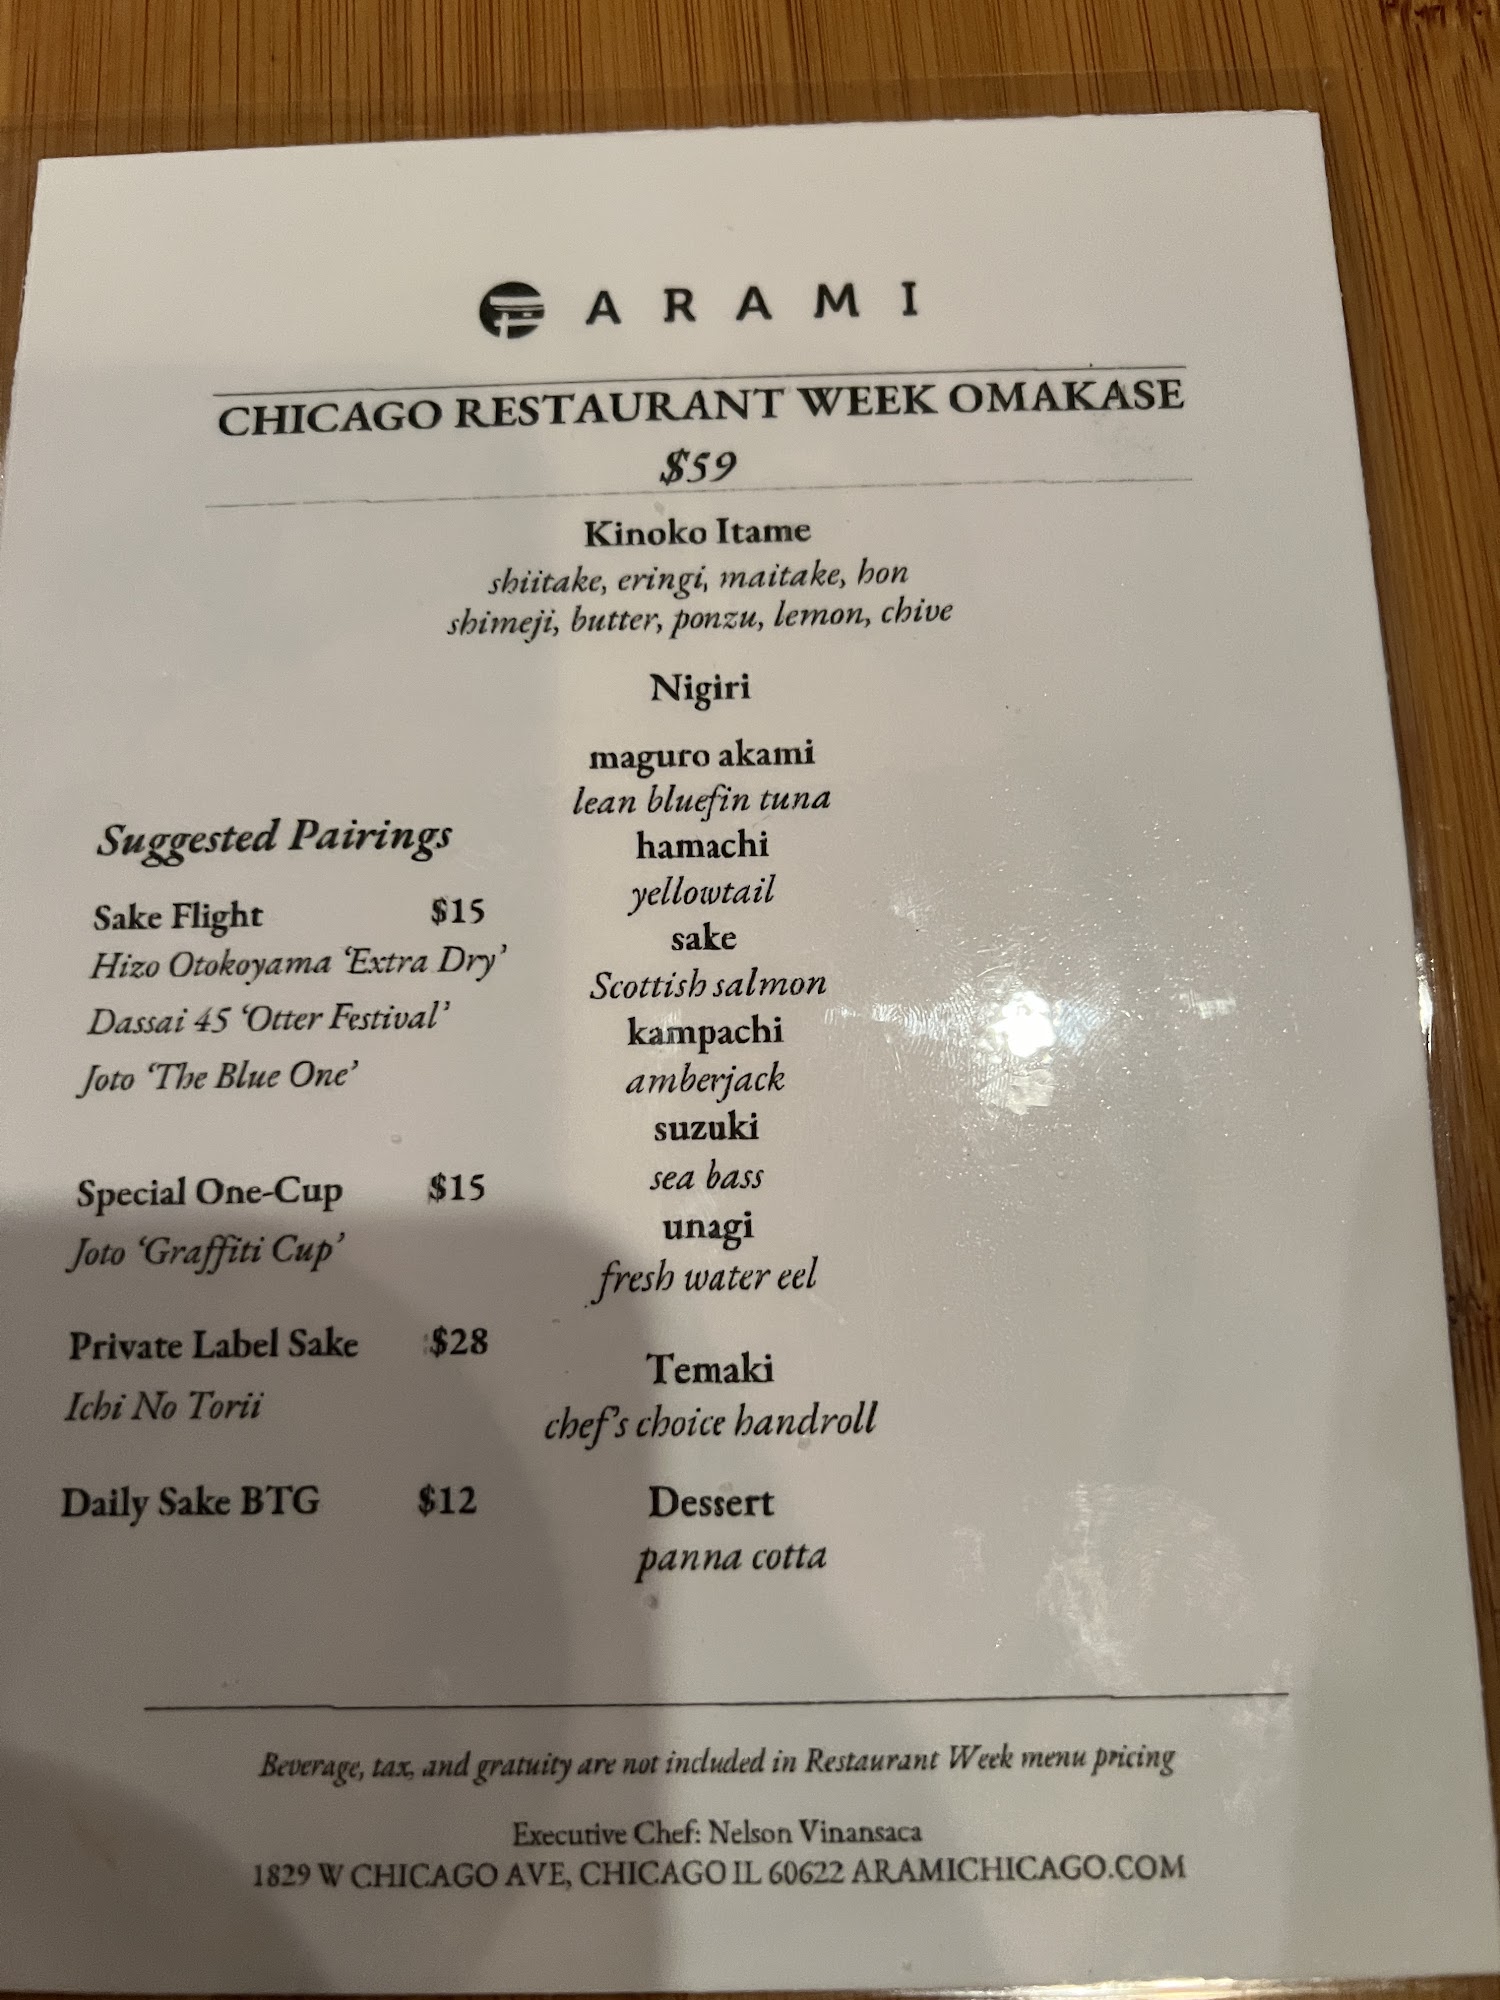 ARAMI
CHICAGO RESTAURANT WEEK OMAKASE
$59
Kinoko Itame
shiitake, eringi, maitake, hon
shimeji, butter, ponzu, lemon, chive
Nigiri
maguro akami
lean bluefin tuna
hamachi
yellowtail
sake
Scottish salmon
kampachi
amberjack
suzuki
sea bass
unagi
fresh water eel
Temaki
chef's choice handroll
Dessert
panna cotta
Suggested Pairings
Sake Flight $15
Hizo Otokoyama 'Extra Dry'
Dassai 45 'Otter Festival'
Joto 'The Blue One'
Special One-Cup $15
Joto 'Graffiti Cup'
Private Label Sake $28
Ichi No Torii
Daily Sake BTG $12
Beverage, tax, and gratuity are not included in Restaurant Week menu pricing
Executive Chef: Nelson Vinansaca
1829 W CHICAGO AVE, CHICAGO IL 60622 ARAMICHICAGO.COM